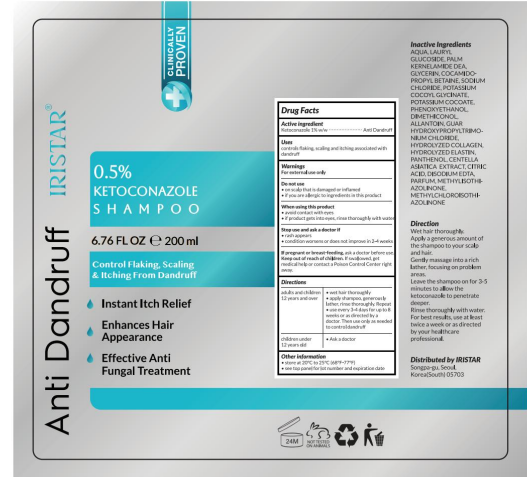 CLINICALLY
PROVEN
Anti Dandruff IRISTAR®
0.5%
KETOCONAZOLE
SHAMPOO
6.76 FL OZ ℮ 200 ml
Control Flaking, Scaling
& Itching From Dandruff
Instant Itch Relief
Enhances Hair
Appearance
Effective Anti
Fungal Treatment
Drug Facts
Active ingredient
Ketoconazole 1% w/w ---------------- Anti Dandruff
Uses
controls flaking, scaling and itching associated with
dandruff
Warnings
For external use only
Do not use
• on scalp that is damaged or inflamed
• if you are allergic to ingredients in this product
When using this product
• avoid contact with eyes
• if product gets into eyes, rinse thoroughly with water
Stop use and ask a doctor if
• rash appears
• condition worsens or does not improve in 2-4 weeks
If pregnant or breast-feeding, ask a doctor before use
Keep out of reach of children. If swallowed, get
medical help or contact a Poison Control Center right
away.
Directions
adults and children
12 years and over
• wet hair thoroughly
• apply shampoo, generously
lather, rinse thoroughly. Repeat
• use every 3-4 days for up to 8
weeks or as directed by a
doctor. Then use only as needed
to control dandruff
children under
12 years old
• Ask a doctor
Other information
• store at 20°C to 25°C (68°F-77°F)
• see top panel for lot number and expiration date
24M
NOT TESTED
ON ANIMALS
Inactive Ingredients
AQUA, LAURYL
GLUCOSIDE, PALM
KERNELAMIDE DEA,
GLYCERIN, COCAMIDO-
PROPYL BETAINE, SODIUM
CHLORIDE, POTASSIUM
COCOYL GLYCINATE,
POTASSIUM COCOATE,
PHENOXYETHANOL,
DIMETHICONOL,
ALLANTOIN, GUAR
HYDROXYPROPYLTRIMO-
NIUM CHLORIDE,
HYDROLYZED COLLAGEN,
HYDROLYZED ELASTIN,
PANTHENOL, CENTELLA
ASIATICA EXTRACT, CITRIC
ACID, DISODIUM EDTA,
PARFUM, METHYLISOTHI-
AZOLINONE,
METHYLCHLOROISOTHI-
AZOLINONE
Direction
Wet hair thoroughly.
Apply a generous amount of
the shampoo to your scalp
and hair.
Gently massage into a rich
lather, focusing on problem
areas.
Leave the shampoo on for 3-5
minutes to allow the
ketoconazole to penetrate
deeper.
Rinse thoroughly with water.
For best results, use at least
twice a week or as directed
by your healthcare
professional.
Distributed by IRISTAR
Songpa-gu, Seoul,
Korea(South) 05703